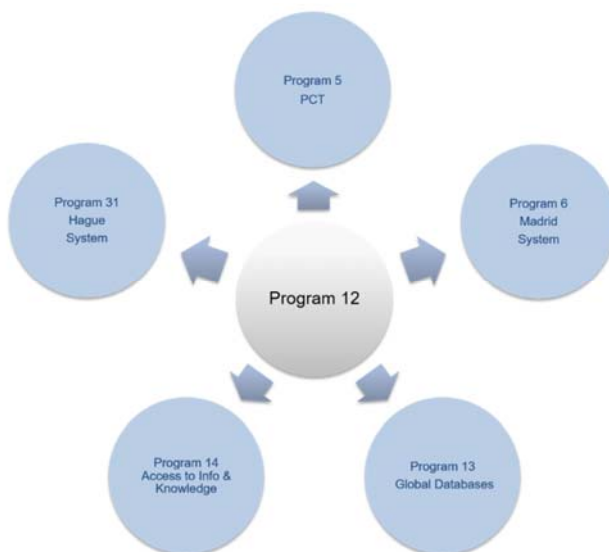 Program 5
PCT
Program 31
Hague
System
Program 6
Madrid
System
Program 12
Program 14
Access to Info &
Knowledge
Program 13
Global Databases